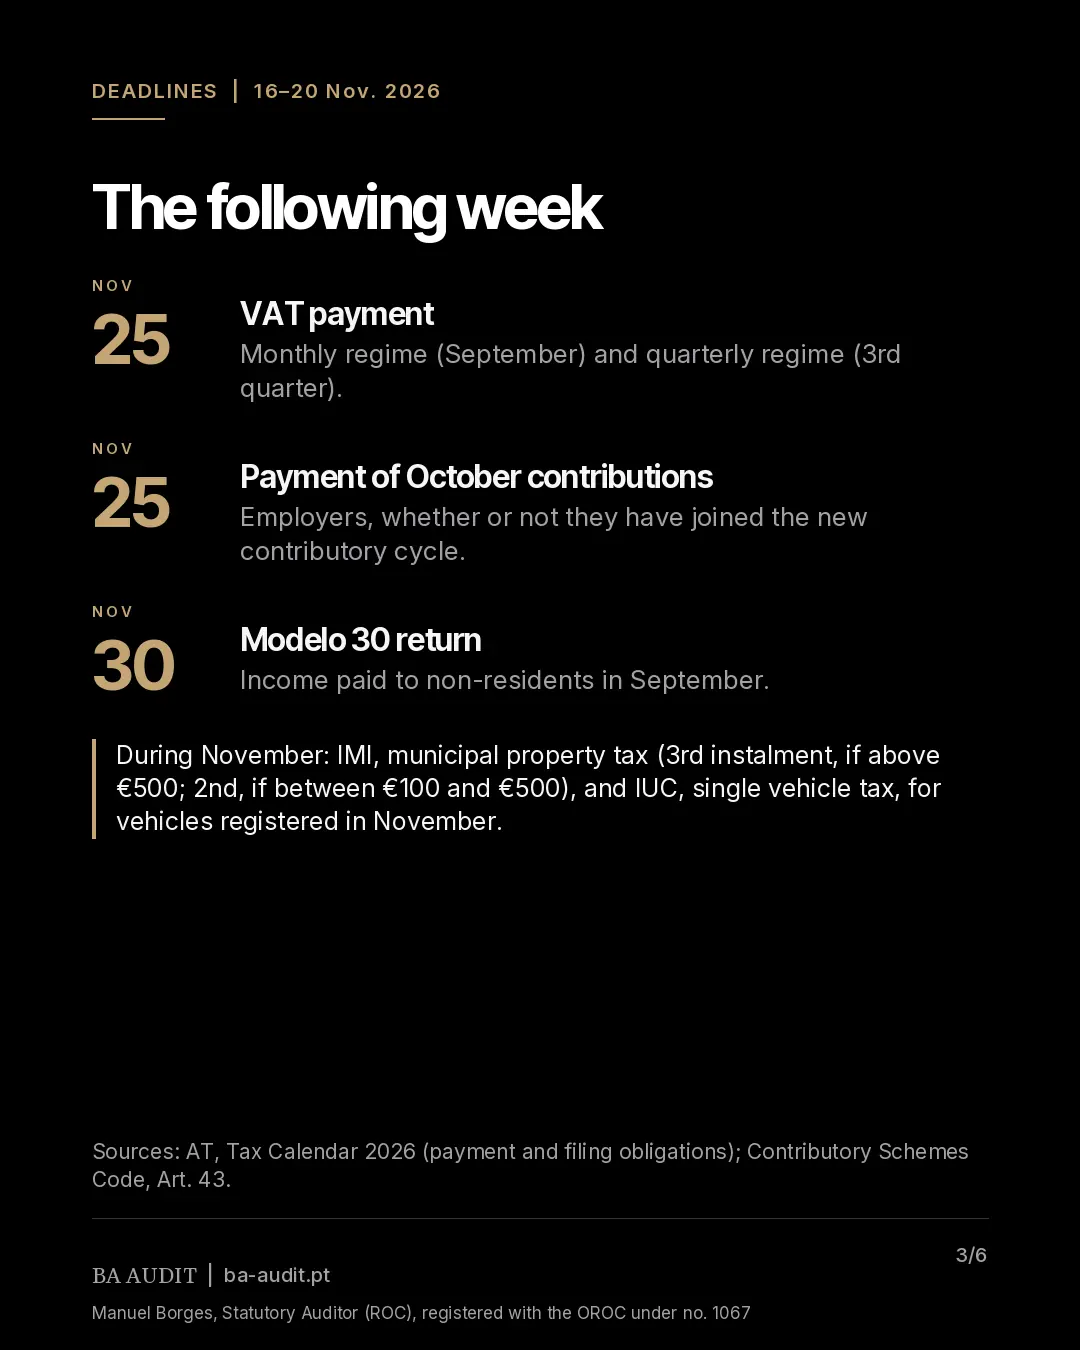 DEADLINES | 16–20 Nov. 2026
The following week
NOV
25
VAT payment
Monthly regime (September) and quarterly regime (3rd
quarter).
NOV
25
Payment of October contributions
Employers, whether or not they have joined the new
contributory cycle.
NOV
30
Modelo 30 return
Income paid to non-residents in September.
During November: IMI, municipal property tax (3rd instalment, if above
€500; 2nd, if between €100 and €500), and IUC, single vehicle tax, for
vehicles registered in November.
Sources: AT, Tax Calendar 2026 (payment and filing obligations); Contributory Schemes
Code, Art. 43.
3/6
BA AUDIT | ba-audit.pt
Manuel Borges, Statutory Auditor (ROC), registered with the OROC under no. 1067